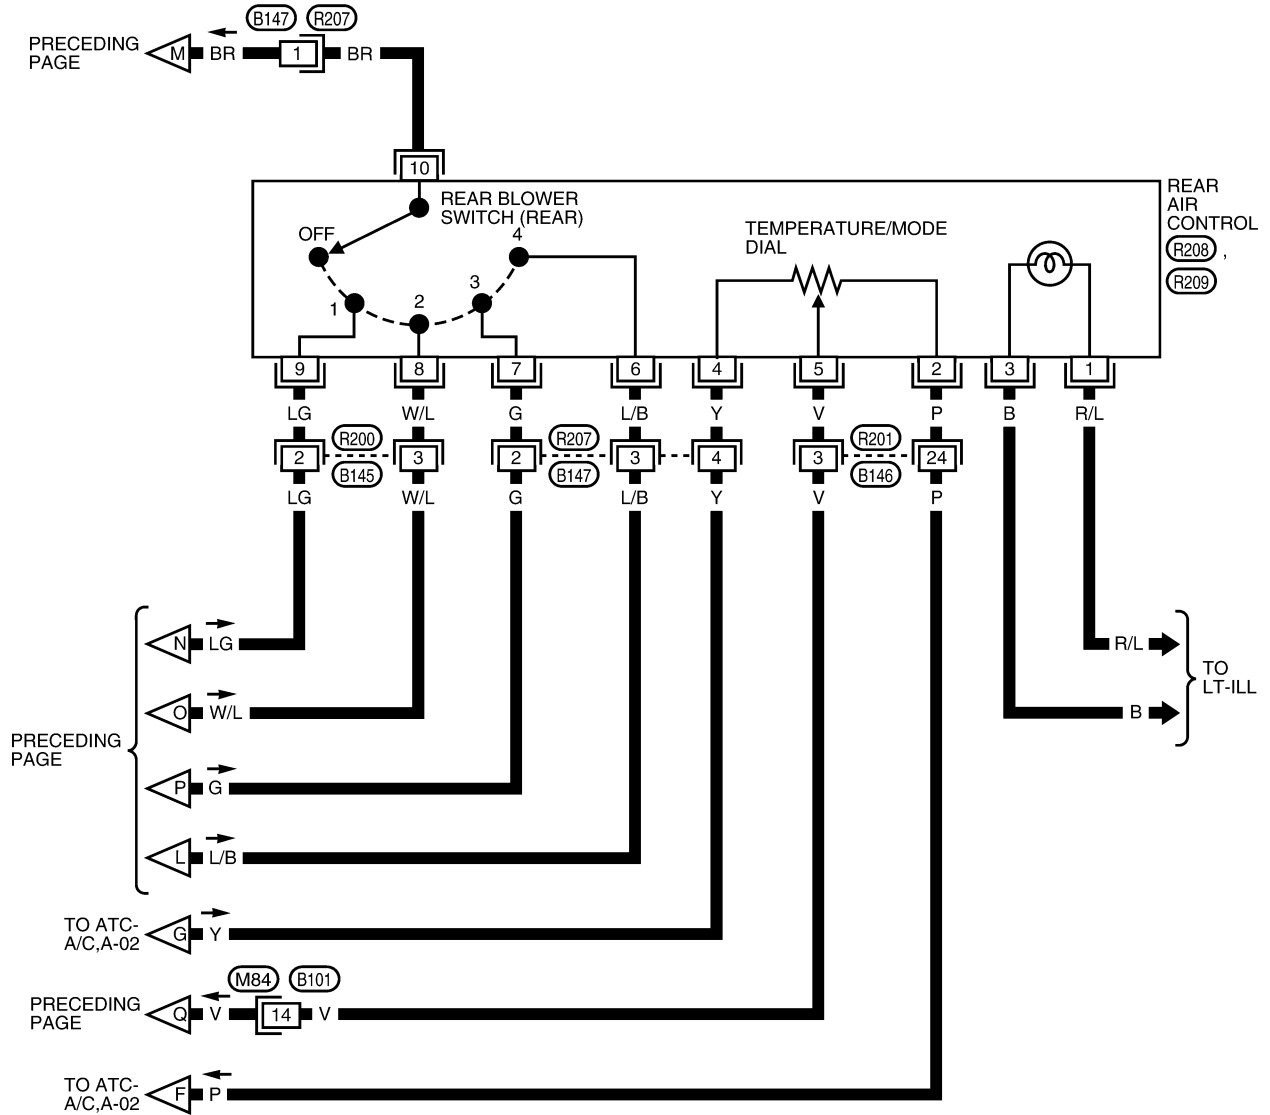 B147 R207
PRECEDING
PAGE
M BR 1 BR
10
REAR BLOWER
SWITCH (REAR)
OFF
4
1
2
3
TEMPERATURE/MODE
DIAL
REAR
AIR
CONTROL
R208 ,
R209
9 8 7 6 4 5 2 3 1
LG W/L G L/B Y V P B R/L
R200 R207 R201
2 3 2 3 4 3 24
B145 B147 B146
LG W/L G L/B Y V P
PRECEDING
PAGE
N LG
O W/L
P G
L L/B
R/L
B
TO
LT-ILL
TO ATC-
A/C,A-02
G Y
M84 B101
PRECEDING
PAGE
Q V 14 V
TO ATC-
A/C,A-02
F P